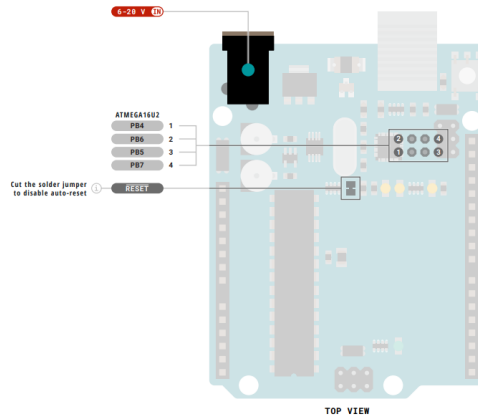 6-20 V IN
ATMEGA16U2
PB4 1
PB6 2
PB5 3
PB7 4
2 4
1 3
Cut the solder jumper
to disable auto-reset
i RESET
TOP VIEW